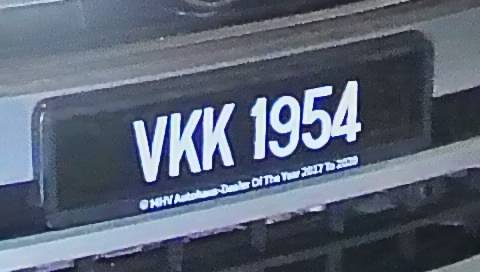 VKK 1954
@ MHV Autohaus-Dealer Of The Year 2017 To 2020